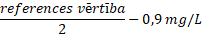 references vērtība
2
− 0,9 mg/L